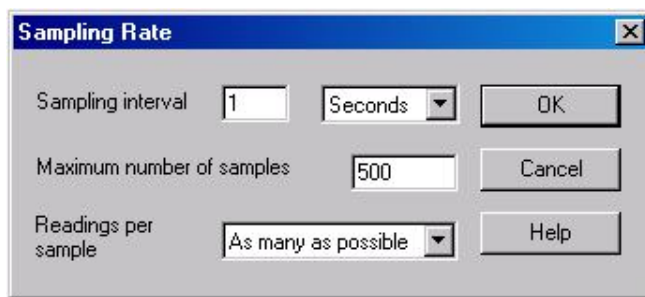 Sampling Rate
Sampling interval 1 Seconds OK
Maximum number of samples 500 Cancel
Readings per
sample As many as possible Help